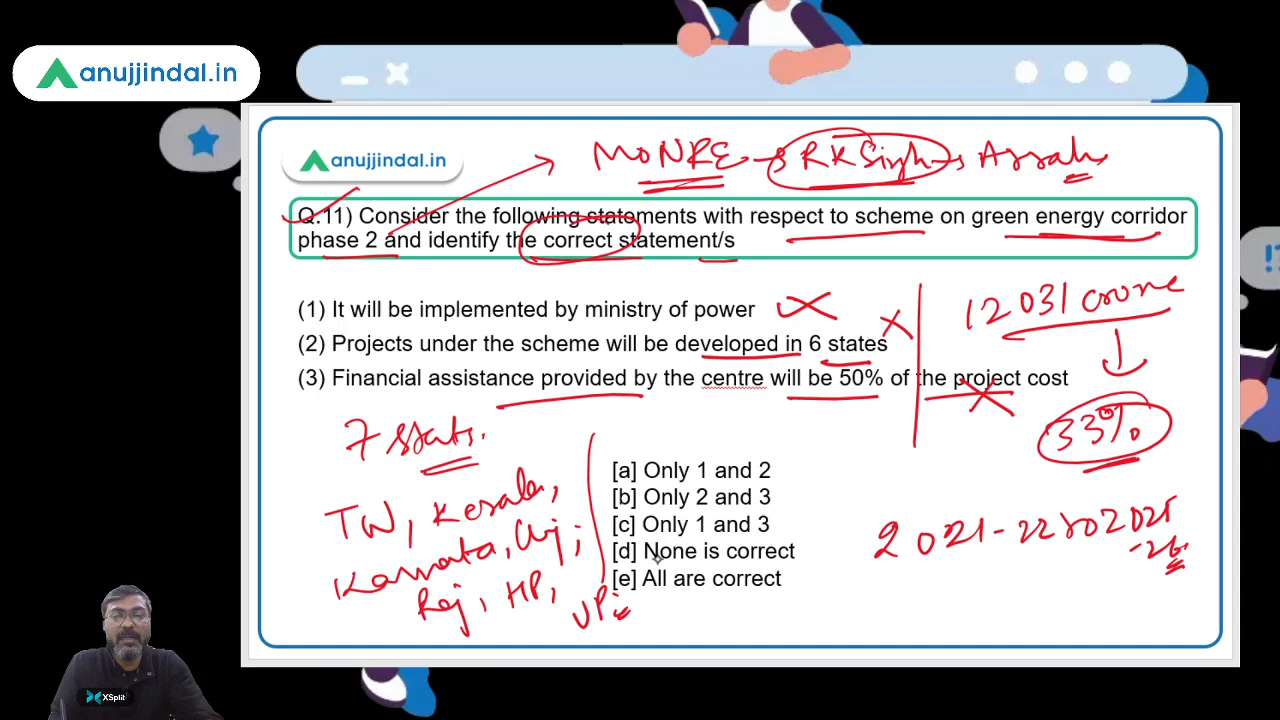 anujjindal.in
anujjindal.in
MoNRE → RK Singh → Arrah
Q.11) Consider the following statements with respect to scheme on green energy corridor
phase 2 and identify the correct statement/s
(1) It will be implemented by ministry of power
(2) Projects under the scheme will be developed in 6 states
(3) Financial assistance provided by the centre will be 50% of the project cost
12031 crore
33%
7 states.
TN, Kerala,
Karnata, Guj,
Raj, HP,
UP
[a] Only 1 and 2
[b] Only 2 and 3
[c] Only 1 and 3
[d] None is correct
[e] All are correct
2021-22 to 2025
-26
XSplit